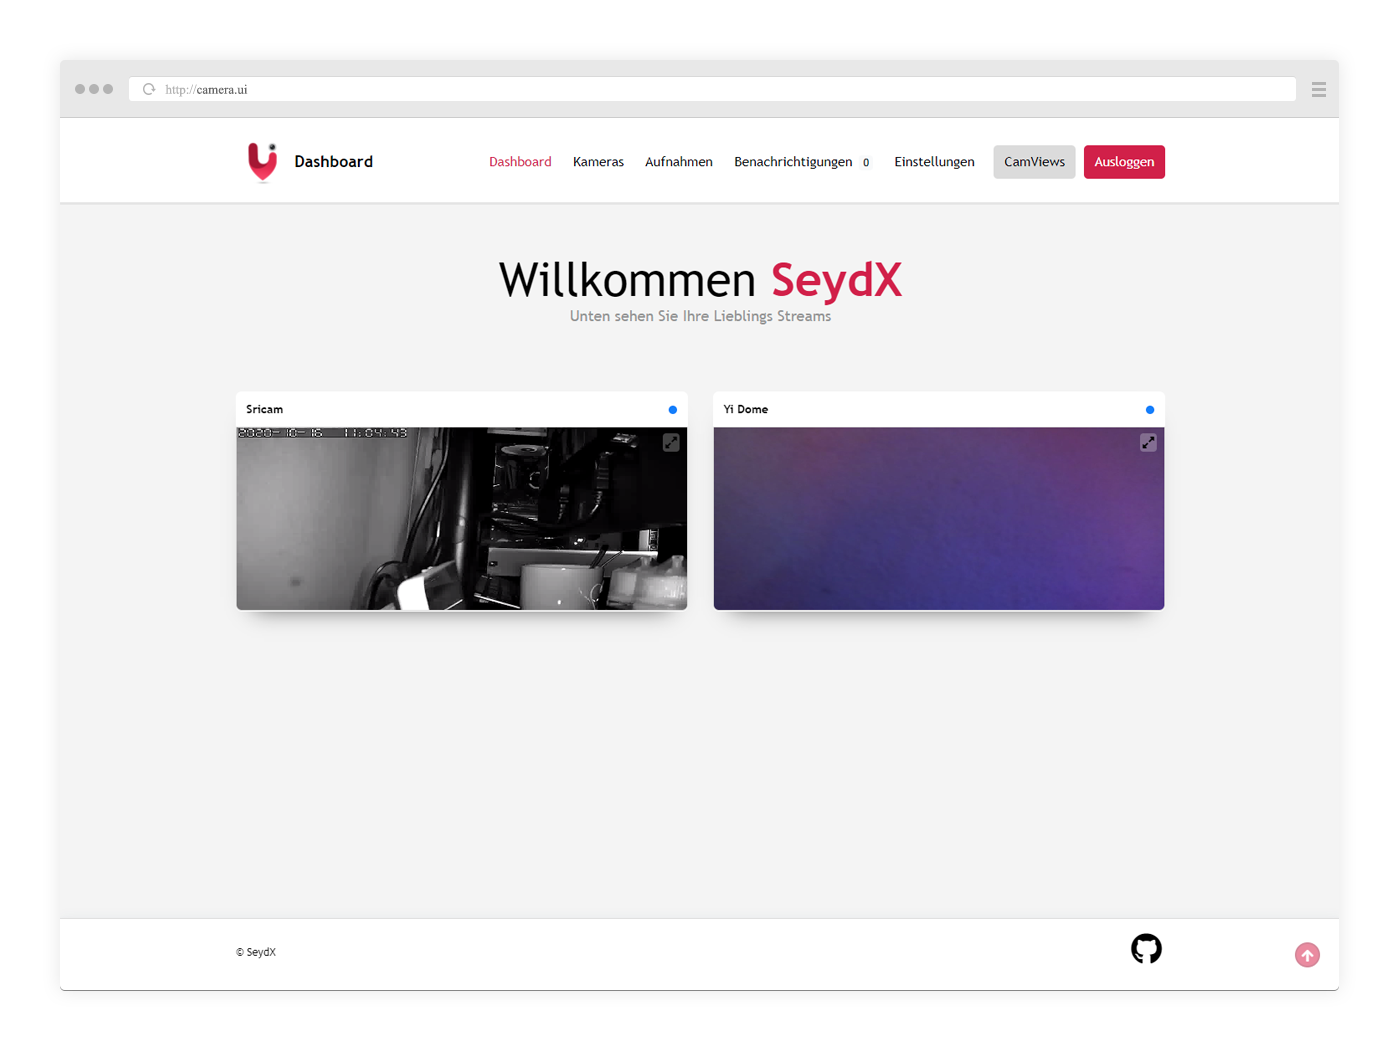 http://camera.ui
Dashboard
Dashboard Kameras Aufnahmen Benachrichtigungen 0 Einstellungen CamViews Ausloggen
Willkommen SeydX
Unten sehen Sie Ihre Lieblings Streams
Sricam
2020-10-16 11:04:43
Yi Dome
© SeydX